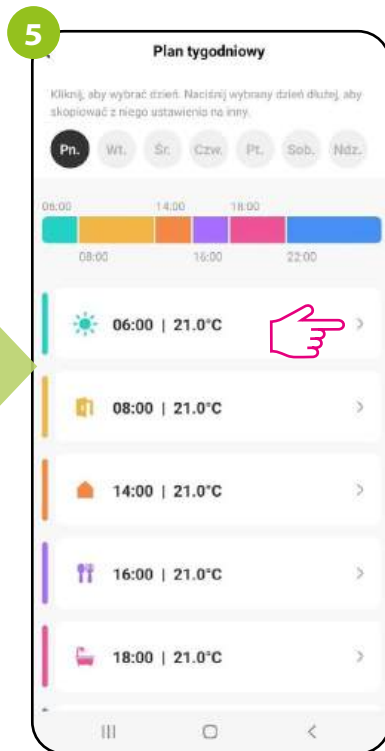 5
Plan tygodniowy
Kliknij, aby wybrać dzień. Naciśnij wybrany dzień dłużej, aby
skopiować z niego ustawienia na inny.
Pn. Wt. Śr. Czw. Pt. Sob. Ndz.
06:00 14:00 18:00
08:00 16:00 22:00
06:00 | 21.0°C
08:00 | 21.0°C
14:00 | 21.0°C
16:00 | 21.0°C
18:00 | 21.0°C